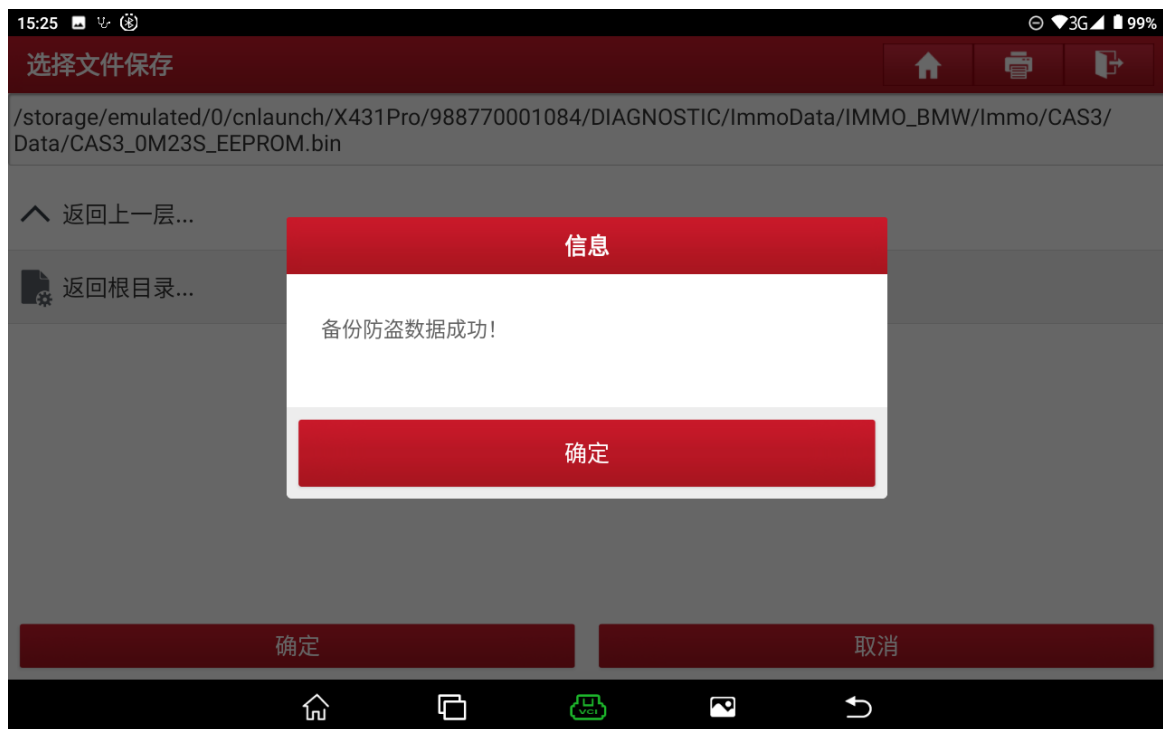 15:25
3G 99%
选择文件保存
/storage/emulated/0/cnlaunch/X431Pro/988770001084/DIAGNOSTIC/ImmoData/IMMO_BMW/Immo/CAS3/
Data/CAS3_0M23S_EEPROM.bin
返回上一层...
返回根目录...
信息
备份防盗数据成功!
确定
确定
取消
VCI